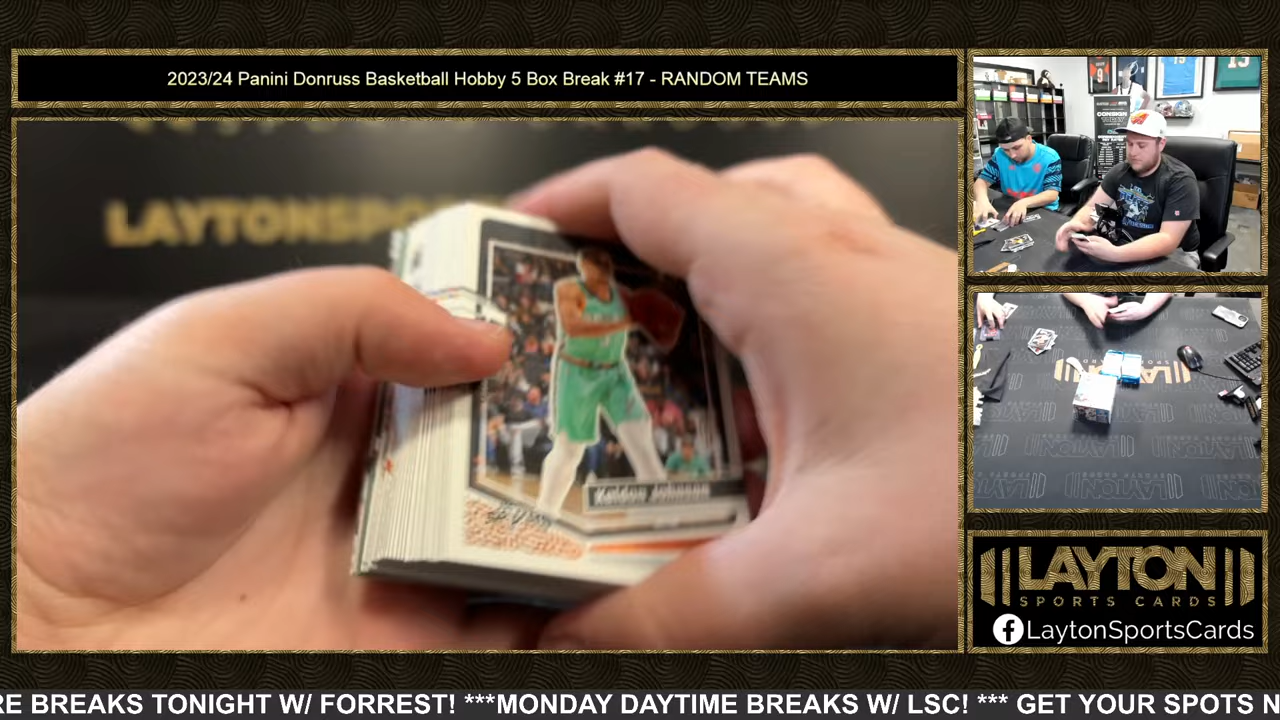 2023/24 Panini Donruss Basketball Hobby 5 Box Break #17 - RANDOM TEAMS
LAYTONSPO
Keldon Johnson
CONSIGN
LAYTON
SPORTS CARDS
LaytonSportsCards
RE BREAKS TONIGHT W/ FORREST! ***MONDAY DAYTIME BREAKS W/ LSC! *** GET YOUR SPOTS N